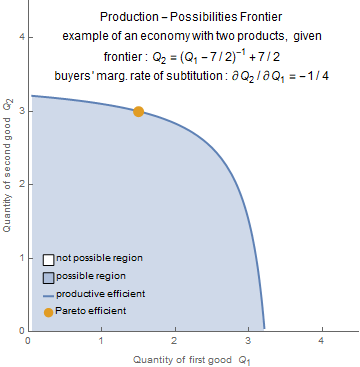 Production – Possibilities Frontier
example of an economy with two products, given
frontier : Q₂ = (Q₁ – 7 / 2)⁻¹ + 7 / 2
buyers' marg. rate of subtitution : ∂ Q₂ / ∂ Q₁ = – 1 / 4
Quantity of second good Q₂
4
3
2
1
0
not possible region
possible region
productive efficient
Pareto efficient
0 1 2 3 4
Quantity of first good Q₁